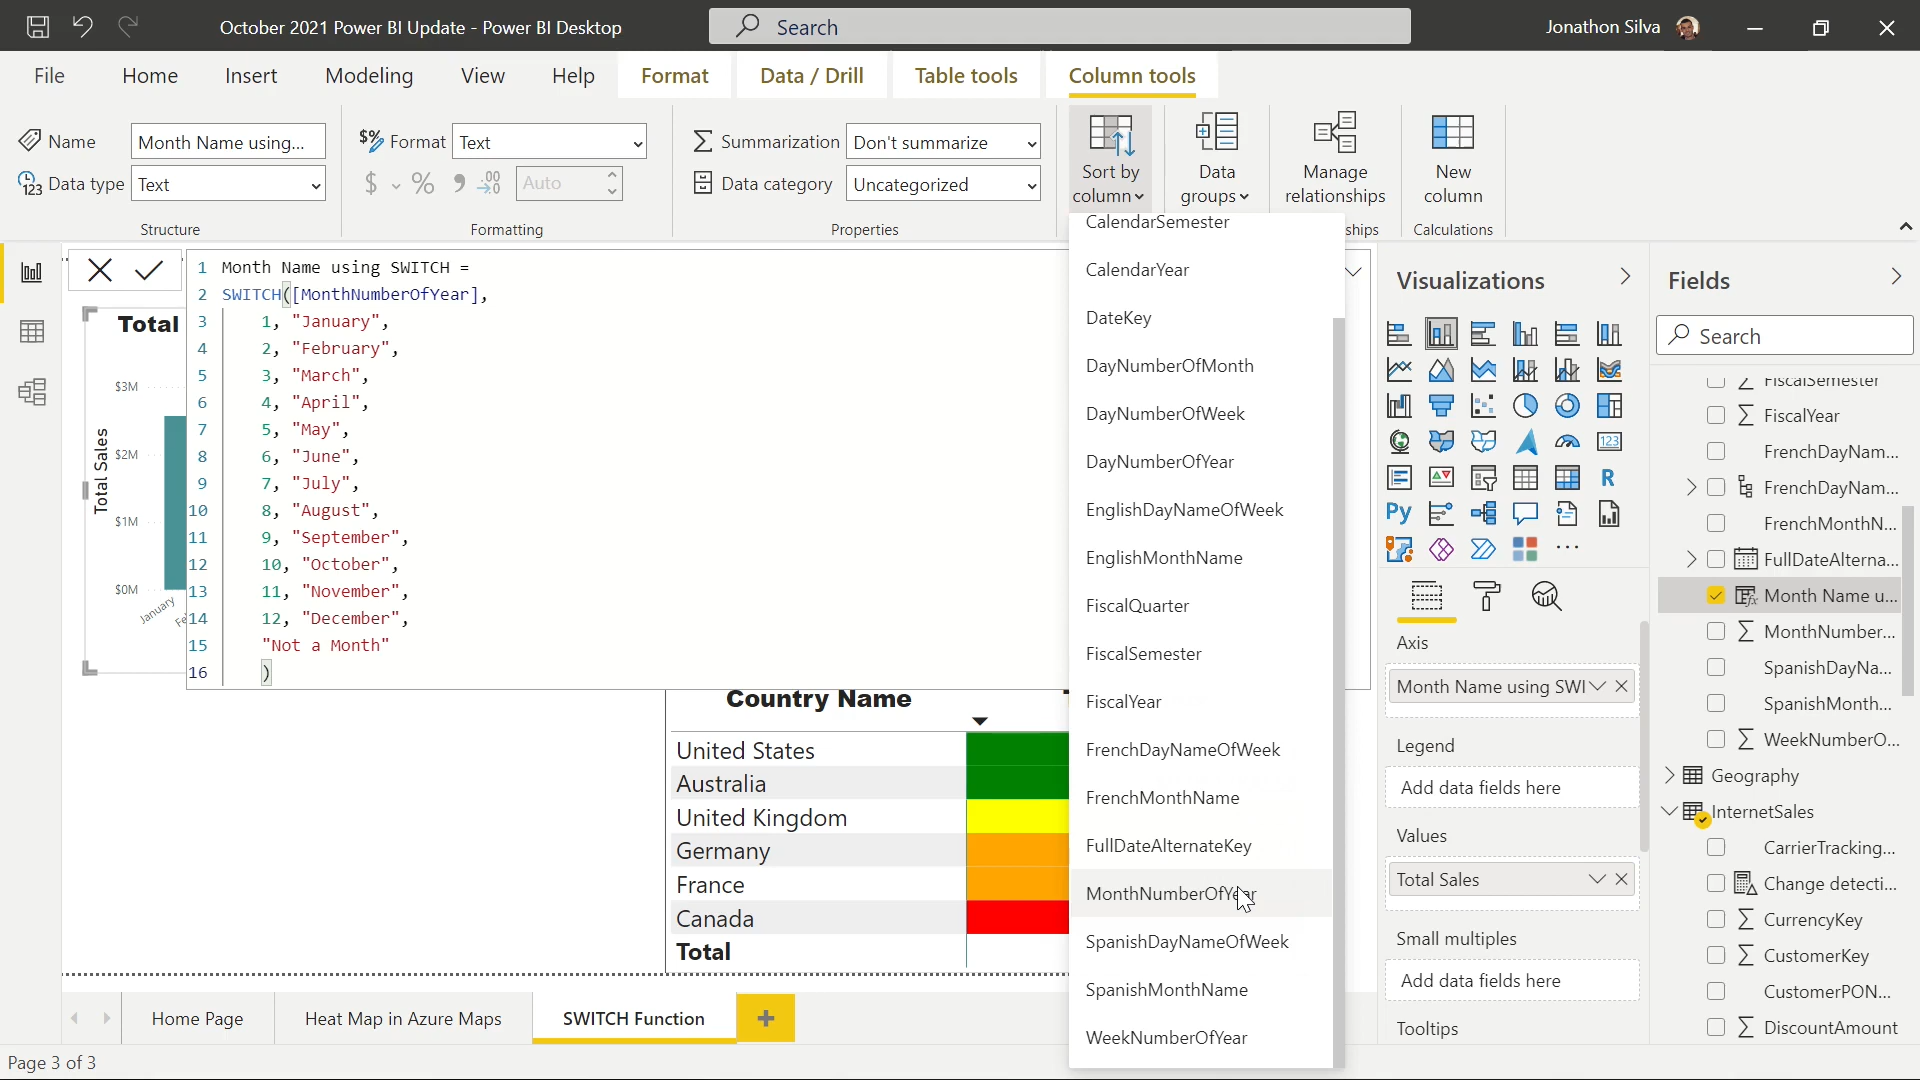 October 2021 Power BI Update - Power BI Desktop
Search
Jonathon Silva
File
Home
Insert
Modeling
View
Help
Format
Data / Drill
Table tools
Column tools
Name
Month Name using...
Data type
Text
Structure
$% Format
Text
$
%
Auto
Formatting
Summarization
Don't summarize
Data category
Uncategorized
Properties
Sort by
column
Data
groups
Manage
relationships
ships
New
column
Calculations
1 Month Name using SWITCH =
2 SWITCH([MonthNumberOfYear],
3 1, "January",
4 2, "February",
5 3, "March",
6 4, "April",
7 5, "May",
8 6, "June",
9 7, "July",
10 8, "August",
11 9, "September",
12 10, "October",
13 11, "November",
14 12, "December",
15 "Not a Month"
16 )
Total
Total Sales
$3M
$2M
$1M
$0M
January
Country Name
United States
Australia
United Kingdom
Germany
France
Canada
Total
CalendarSemester
CalendarYear
DateKey
DayNumberOfMonth
DayNumberOfWeek
DayNumberOfYear
EnglishDayNameOfWeek
EnglishMonthName
FiscalQuarter
FiscalSemester
FiscalYear
FrenchDayNameOfWeek
FrenchMonthName
FullDateAlternateKey
MonthNumberOfYear
SpanishDayNameOfWeek
SpanishMonthName
WeekNumberOfYear
Visualizations
123
R
Py
Axis
Month Name using SWI
Legend
Add data fields here
Values
Total Sales
Small multiples
Add data fields here
Tooltips
Fields
Search
FiscalSemester
FiscalYear
FrenchDayNam...
FrenchDayNam...
FrenchMonthN...
FullDateAlterna...
Month Name u...
MonthNumber...
SpanishDayNa...
SpanishMonth...
WeekNumberO...
Geography
InternetSales
CarrierTracking...
Change detecti...
CurrencyKey
CustomerKey
CustomerPON...
DiscountAmount
Home Page
Heat Map in Azure Maps
SWITCH Function
Page 3 of 3